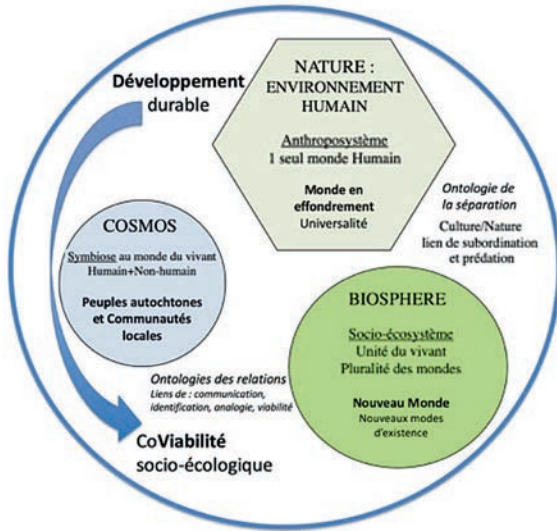 Développement
durable
NATURE :
ENVIRONNEMENT
HUMAIN
Anthroposystème
1 seul monde Humain
Monde en
effondrement
Universalité
Ontologie de
la séparation
Culture/Nature
lien de subordination
et prédation
COSMOS
Symbiose au monde du vivant
Humain+Non-humain
Peuples autochtones
et Communautés
locales
BIOSPHERE
Socio-écosystème
Unité du vivant
Pluralité des mondes
Nouveau Monde
Nouveaux modes
d'existence
Ontologies des relations
Liens de : communication,
identification, analogie, viabilité
CoViabilité
socio-écologique